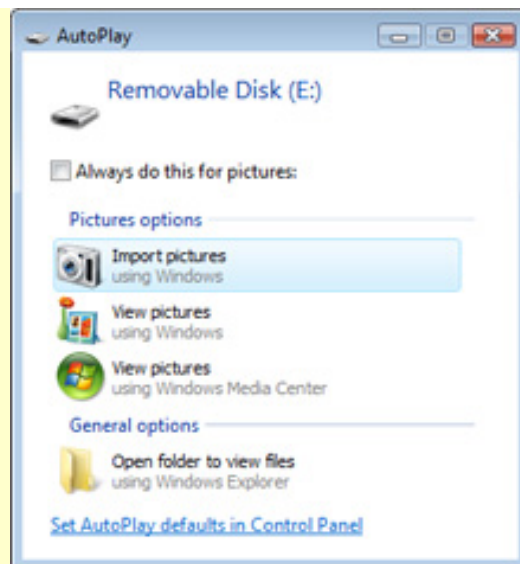 AutoPlay
Removable Disk (E:)
Always do this for pictures:
Pictures options
Import pictures
using Windows
View pictures
using Windows
View pictures
using Windows Media Center
General options
Open folder to view files
using Windows Explorer
Set AutoPlay defaults in Control Panel